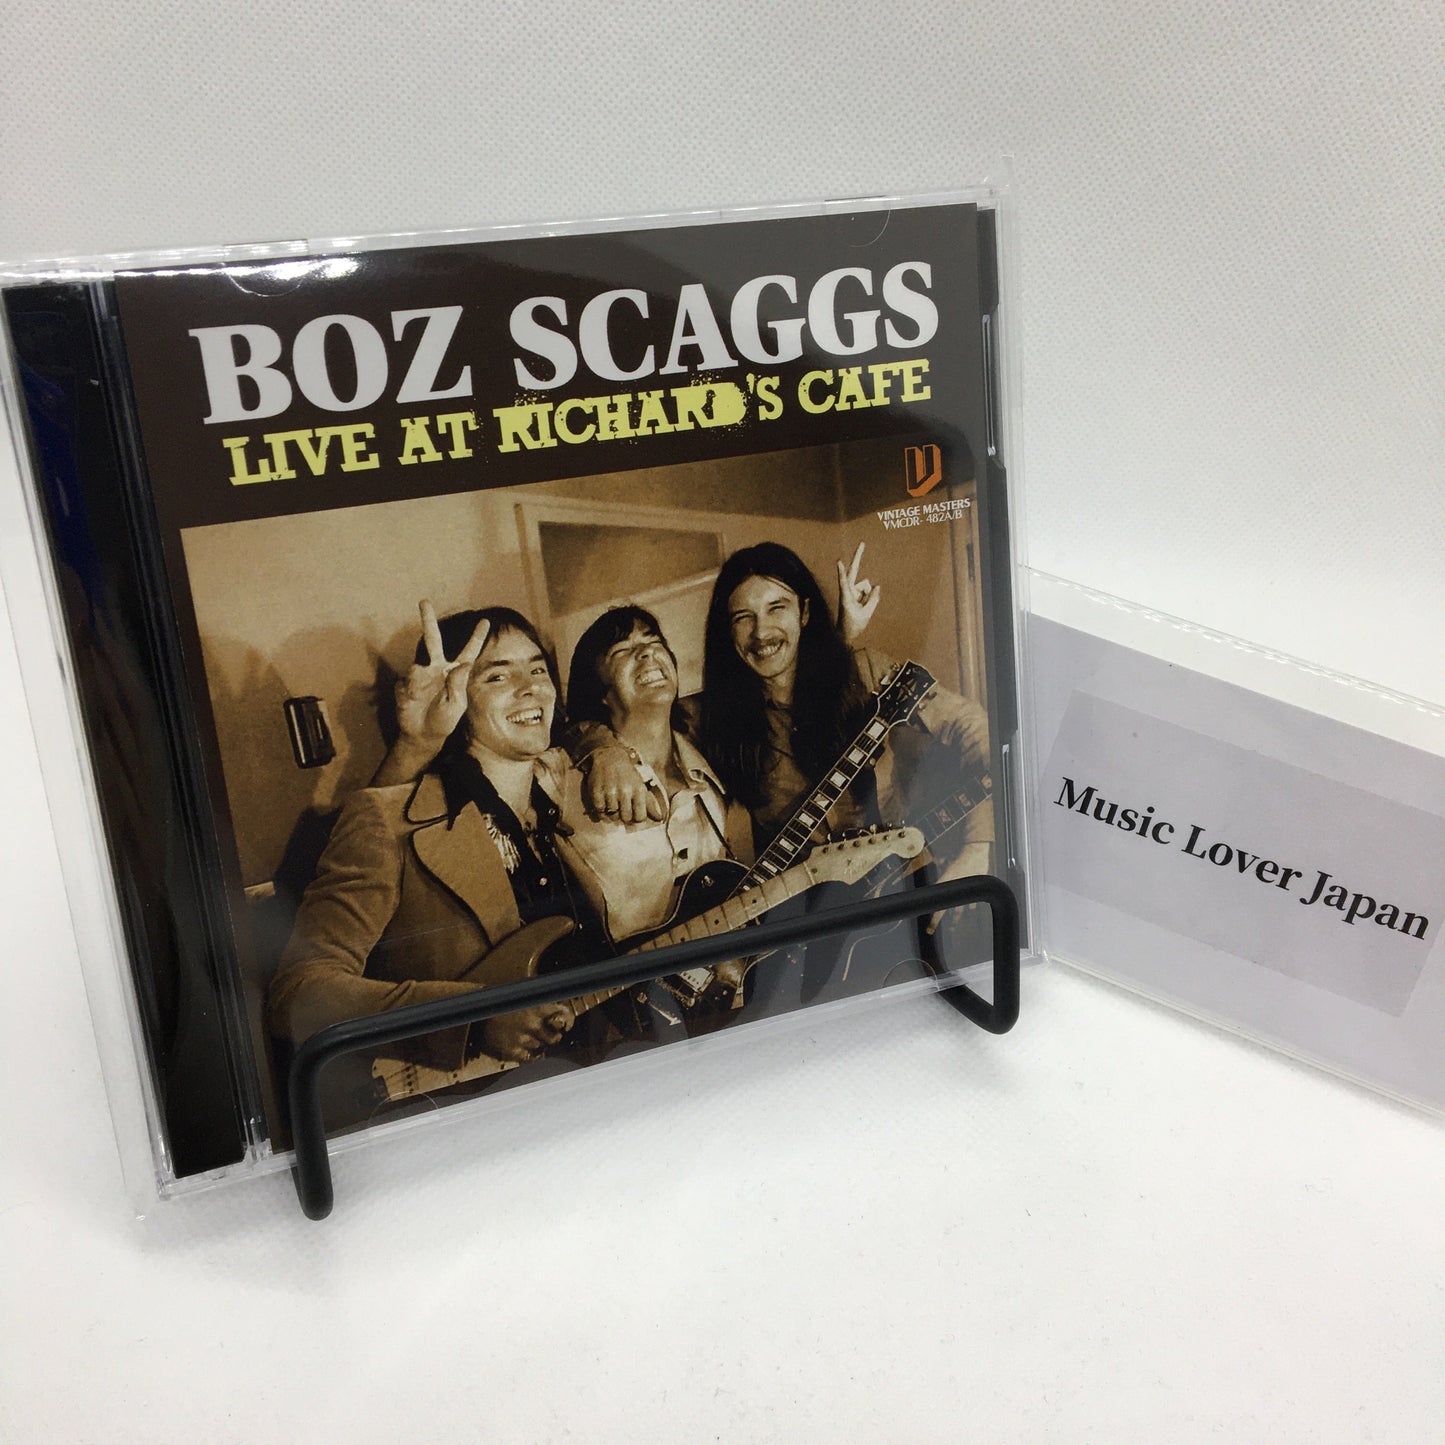 BOZ SCAGGS
LIVE AT RICHARD'S CAFE
VINTAGE MASTERS
VMCDR- 482A/B
Music Lover Japan